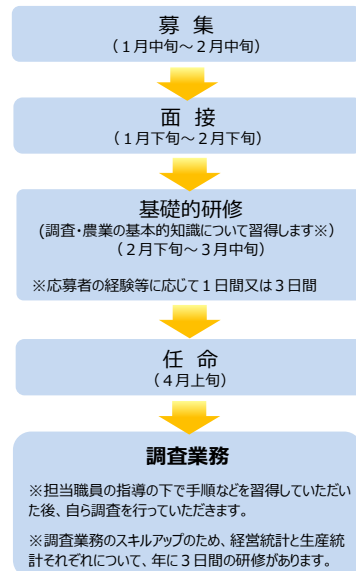 募 集
（１月中旬～２月中旬）
面 接
（１月下旬～２月下旬）
基礎的研修
(調査・農業の基本的知識について習得します※）
（２月下旬～３月中旬）
※応募者の経験等に応じて１日間又は３日間
任 命
（４月上旬）
調査業務
※担当職員の指導の下で手順などを習得していただい
た後、自ら調査を行っていただきます。
※調査業務のスキルアップのため、経営統計と生産統
計それぞれについて、年に３日間の研修があります。